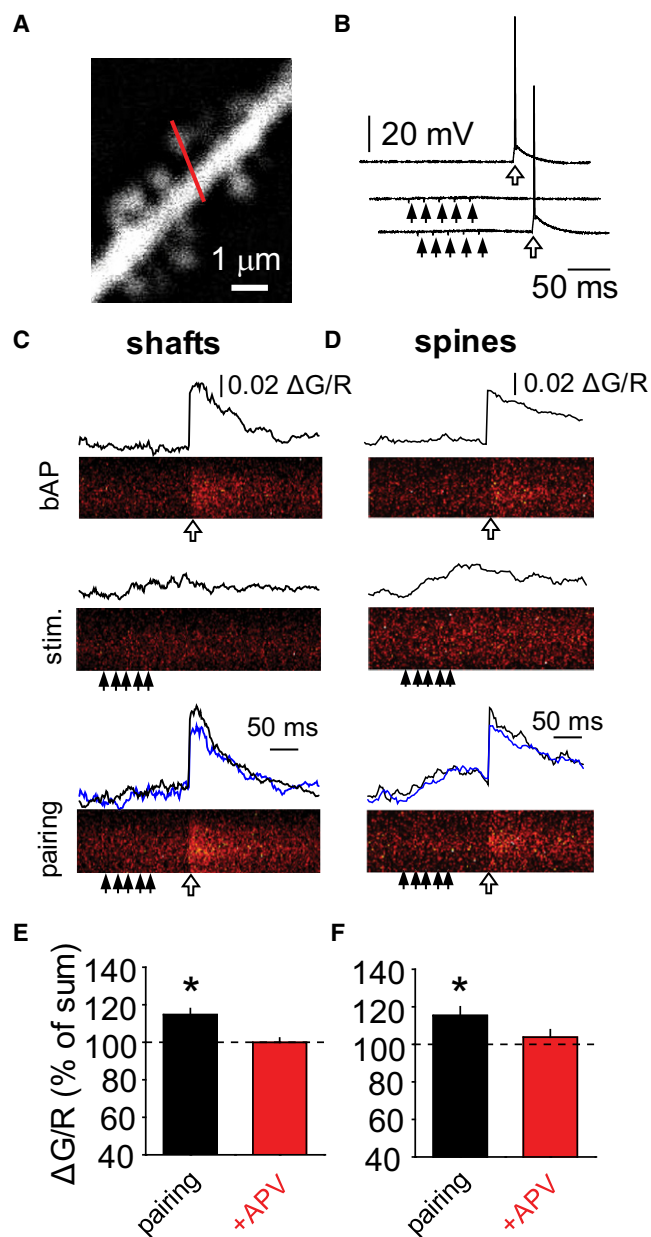 A
1 μm
B
20 mV
50 ms
C
shafts
D
spines
0.02 ΔG/R
0.02 ΔG/R
bAP
stim.
50 ms
50 ms
pairing
E
F
ΔG/R (% of sum)
140
120
100
80
60
40
pairing
+APV
*
140
120
100
80
60
40
pairing
+APV
*